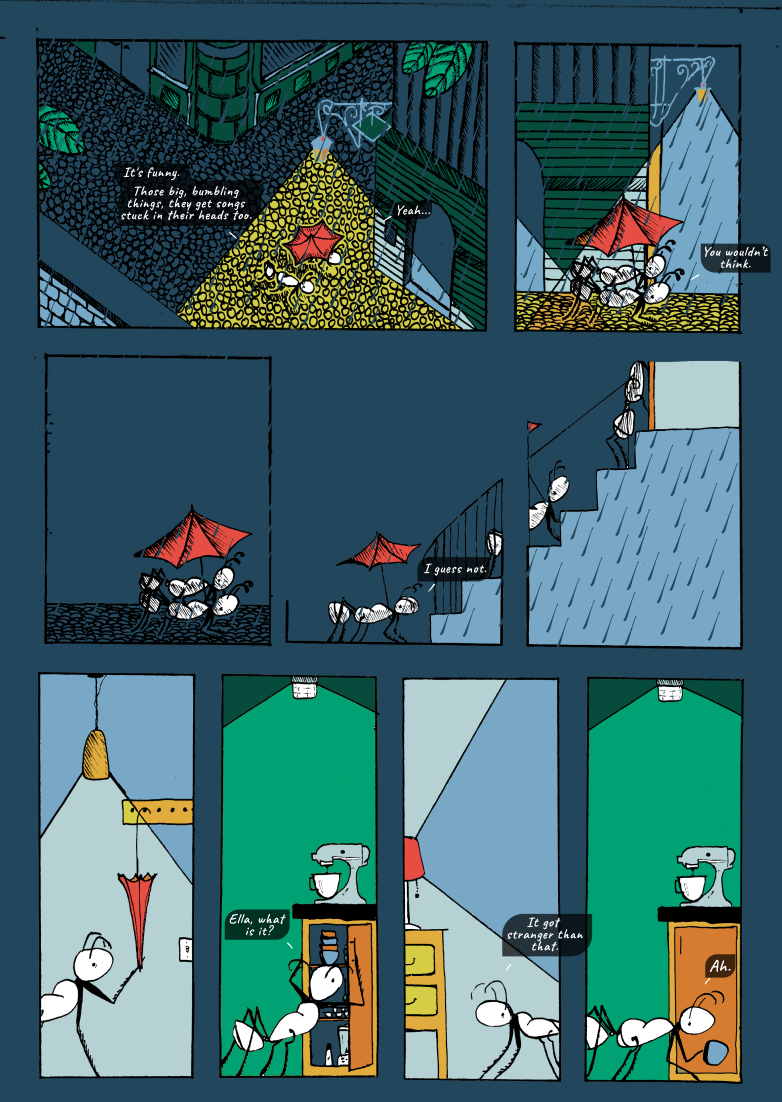 It's funny.
Those big, bumbling
things, they get songs
stuck in their heads too.
Yeah...
You wouldn't
think.
I guess not.
Ella, what
is it?
It got
stranger than
that.
Ah.